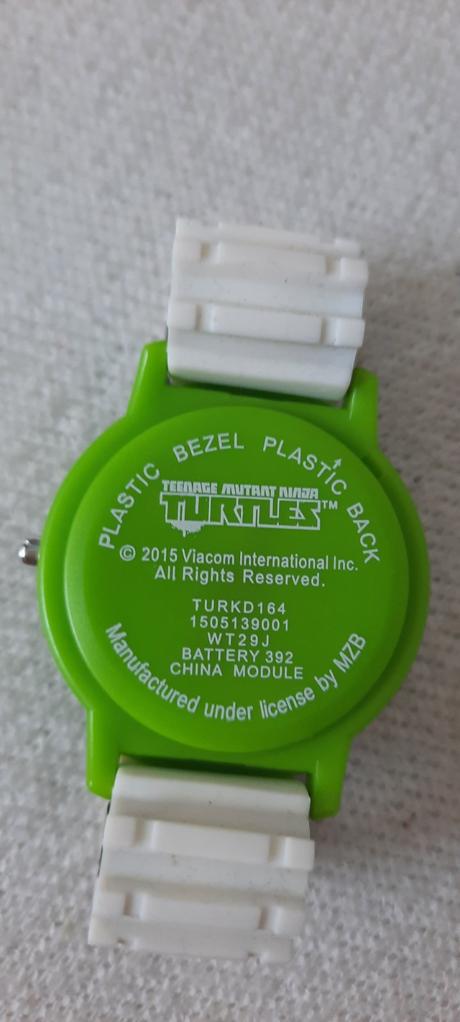 PLASTIC BEZEL PLASTIC BACK
TEENAGE MUTANT NINJA
TURTLES™
© 2015 Viacom International Inc.
All Rights Reserved.
TURKD164
1505139001
WT29J
BATTERY 392
CHINA MODULE
Manufactured under license by MZB